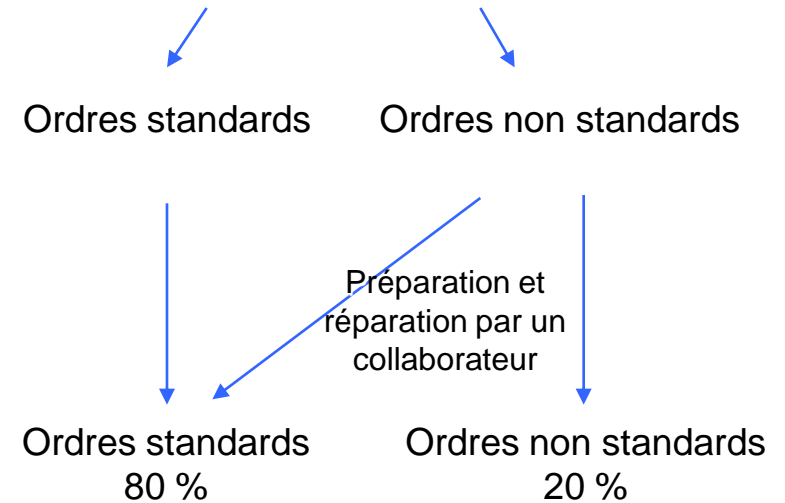 Ordres standards
Ordres non standards
Préparation et
réparation par un
collaborateur
Ordres standards
80 %
Ordres non standards
20 %